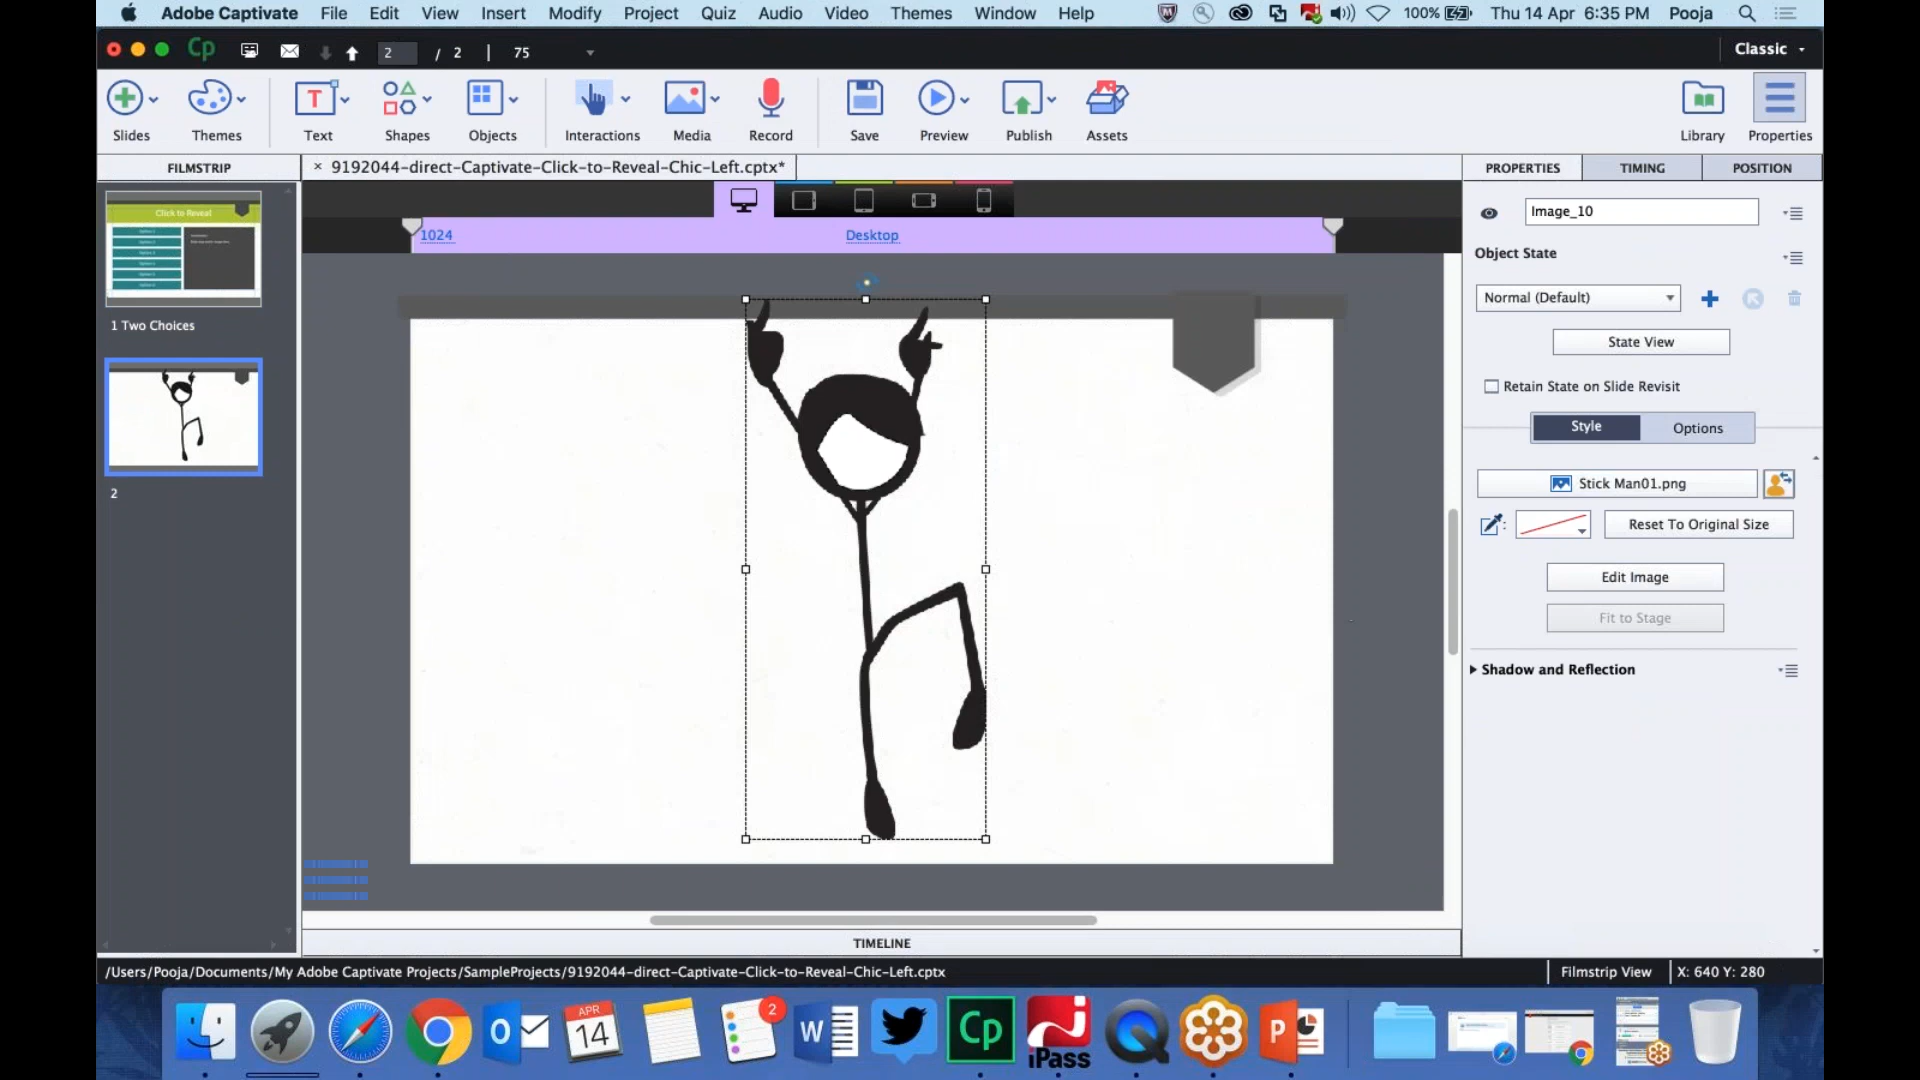 Adobe Captivate File Edit View Insert Modify Project Quiz Audio Video Themes Window Help 100% Thu 14 Apr 6:35 PM Pooja
Cp 2 / 2 | 75 Classic
Slides Themes Text Shapes Objects Interactions Media Record Save Preview Publish Assets Library Properties
FILMSTRIP × 9192044-direct-Captivate-Click-to-Reveal-Chic-Left.cptx* PROPERTIES TIMING POSITION
Click to Reveal
1 Two Choices
2
1024 Desktop
Image_10
Object State
Normal (Default)
State View
Retain State on Slide Revisit
Style Options
Stick Man01.png
Reset To Original Size
Edit Image
Fit to Stage
Shadow and Reflection
TIMELINE
/Users/Pooja/Documents/My Adobe Captivate Projects/SampleProjects/9192044-direct-Captivate-Click-to-Reveal-Chic-Left.cptx Filmstrip View X: 640 Y: 280
APR
14
2
W
Cp
iPass
P